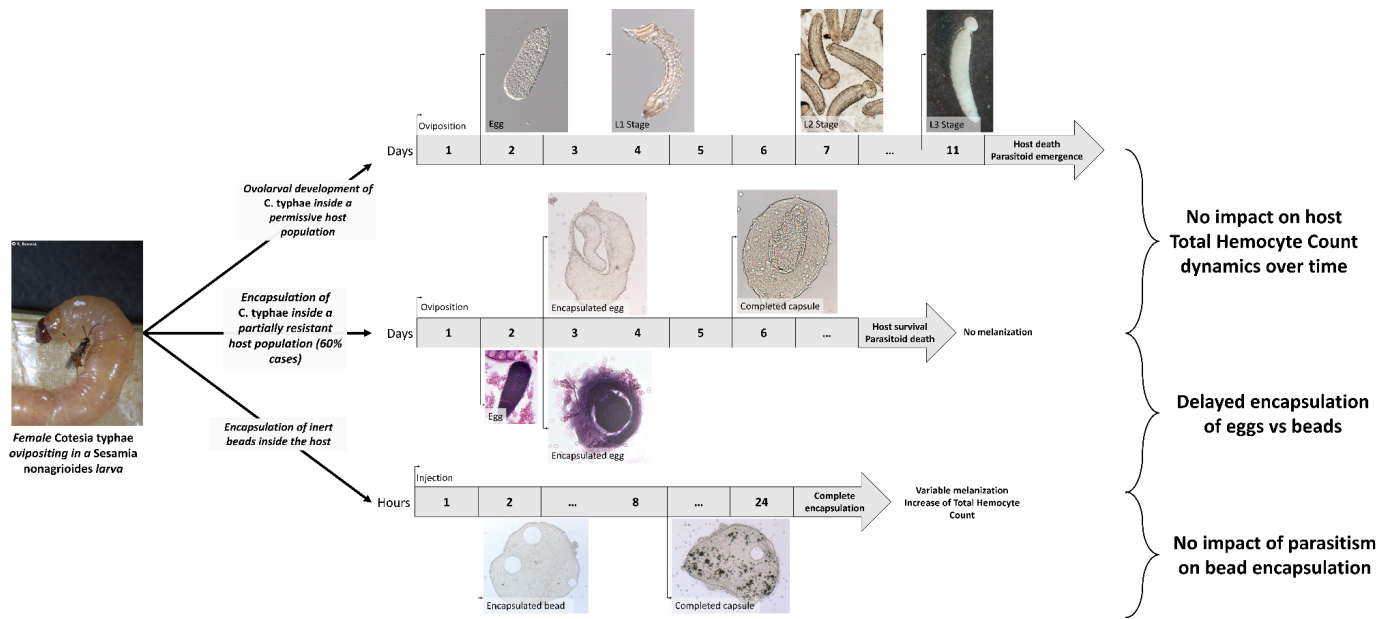 Oviposition
Egg
L1 Stage
L2 Stage
L3 Stage
Days
1
2
3
4
5
6
7
...
11
Host death
Parasitoid emergence
Ovolarval development of
C. typhae inside a
permissive host
population
Encapsulated egg
Completed capsule
Oviposition
Encapsulation of
C. typhae inside a
partially resistant
host population (60%
cases)
Days
1
2
3
4
5
6
...
Host survival
Parasitoid death
No melanization
Egg
Encapsulated egg
Female Cotesia typhae
ovipositing in a Sesamia
nonagrioides larva
Encapsulation of inert
beads inside the host
Injection
Hours
1
2
...
8
...
24
Complete
encapsulation
Variable melanization
Increase of Total Hemocyte
Count
Encapsulated bead
Completed capsule
No impact on host
Total Hemocyte Count
dynamics over time
Delayed encapsulation
of eggs vs beads
No impact of parasitism
on bead encapsulation